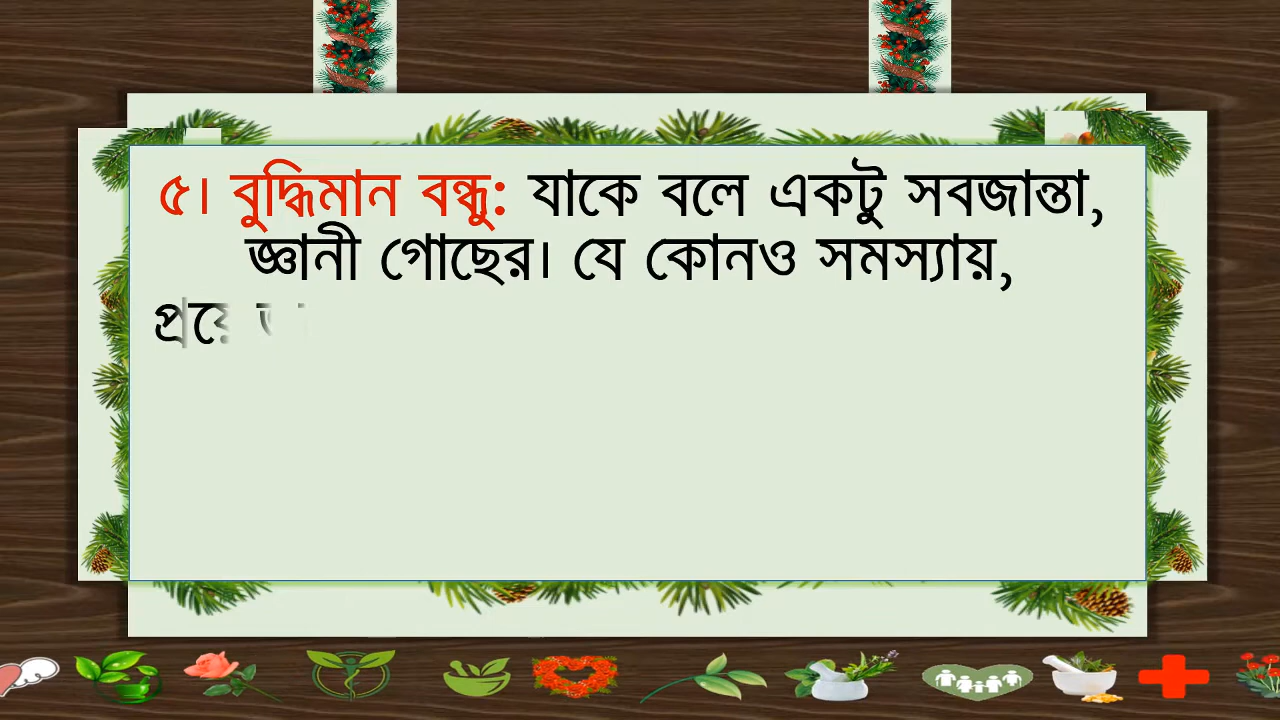 ৫। বুদ্ধিমান বন্ধু: যাকে বলে একটু সবজান্তা,
জ্ঞানী গোছের। যে কোনও সমস্যায়,